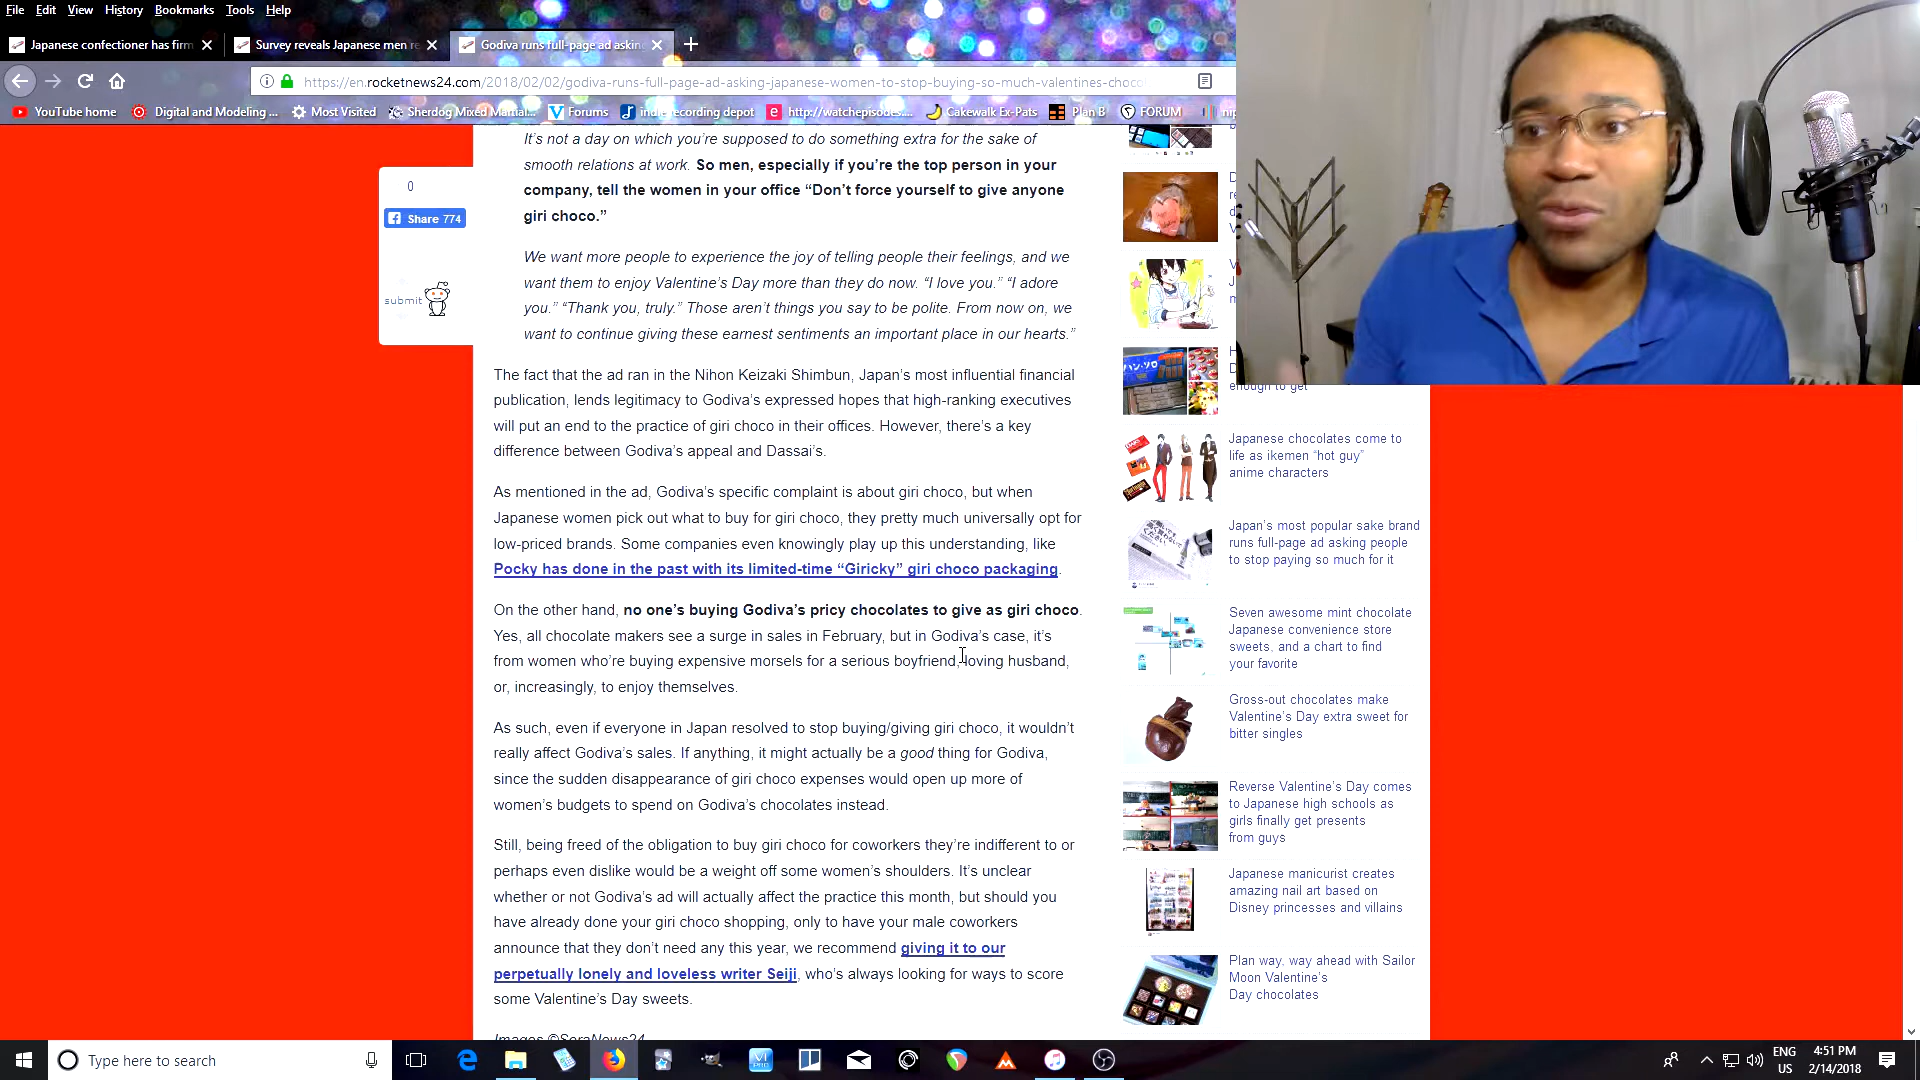 File Edit View History Bookmarks Tools Help
Japanese confectioner has firm
Survey reveals Japanese men re
Godiva runs full-page ad askin
https://en.rocketnews24.com/2018/02/02/godiva-runs-full-page-ad-asking-japanese-women-to-stop-buying-so-much-valentines-choco
YouTube home Digital and Modeling ... Most Visited Sherdog Mixed Martial... Forums indie recording depot http://watchepisodes.... Cakewalk Ex-Pats Plan B FORUM
It's not a day on which you're supposed to do something extra for the sake of
smooth relations at work. So men, especially if you're the top person in your
company, tell the women in your office “Don't force yourself to give anyone
giri choco.”
0
Share 774
submit
We want more people to experience the joy of telling people their feelings, and we
want them to enjoy Valentine's Day more than they do now. “I love you.” “I adore
you.” “Thank you, truly.” Those aren't things you say to be polite. From now on, we
want to continue giving these earnest sentiments an important place in our hearts.”
The fact that the ad ran in the Nihon Keizaki Shimbun, Japan's most influential financial
publication, lends legitimacy to Godiva's expressed hopes that high-ranking executives
will put an end to the practice of giri choco in their offices. However, there's a key
difference between Godiva's appeal and Dassai's.
As mentioned in the ad, Godiva's specific complaint is about giri choco, but when
Japanese women pick out what to buy for giri choco, they pretty much universally opt for
low-priced brands. Some companies even knowingly play up this understanding, like
Pocky has done in the past with its limited-time “Giricky” giri choco packaging.
On the other hand, no one's buying Godiva's pricy chocolates to give as giri choco.
Yes, all chocolate makers see a surge in sales in February, but in Godiva's case, it's
from women who're buying expensive morsels for a serious boyfriend, loving husband,
or, increasingly, to enjoy themselves.
As such, even if everyone in Japan resolved to stop buying/giving giri choco, it wouldn't
really affect Godiva's sales. If anything, it might actually be a good thing for Godiva,
since the sudden disappearance of giri choco expenses would open up more of
women's budgets to spend on Godiva's chocolates instead.
Still, being freed of the obligation to buy giri choco for coworkers they're indifferent to or
perhaps even dislike would be a weight off some women's shoulders. It's unclear
whether or not Godiva's ad will actually affect the practice this month, but should you
have already done your giri choco shopping, only to have your male coworkers
announce that they don't need any this year, we recommend giving it to our
perpetually lonely and loveless writer Seiji, who's always looking for ways to score
some Valentine's Day sweets.
Images ©SoraNews24
enough to get
Japanese chocolates come to
life as ikemen “hot guy”
anime characters
Japan's most popular sake brand
runs full-page ad asking people
to stop paying so much for it
Seven awesome mint chocolate
Japanese convenience store
sweets, and a chart to find
your favorite
Gross-out chocolates make
Valentine's Day extra sweet for
bitter singles
Reverse Valentine's Day comes
to Japanese high schools as
girls finally get presents
from guys
Japanese manicurist creates
amazing nail art based on
Disney princesses and villains
Plan way, way ahead with Sailor
Moon Valentine's
Day chocolates
Type here to search
ENG
US
4:51 PM
2/14/2018